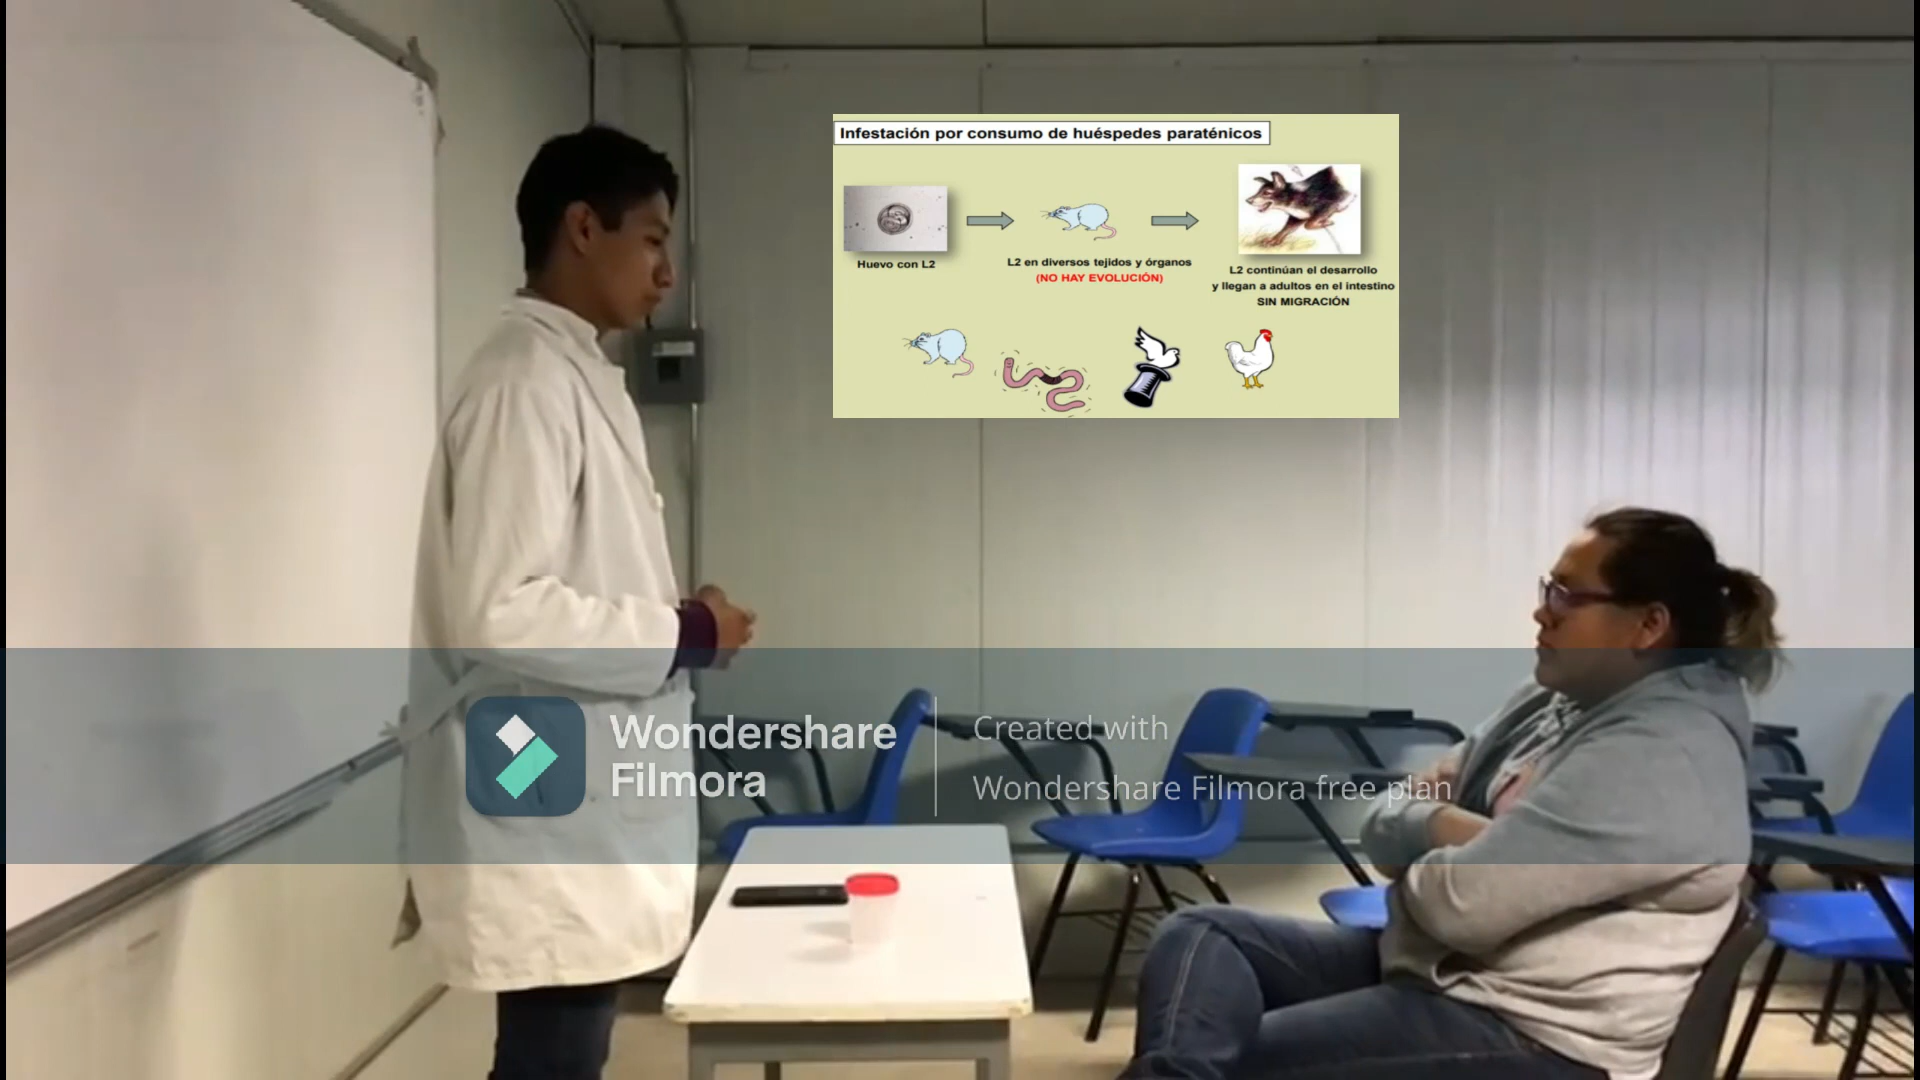 Infestación por consumo de huéspedes paraténicos
Huevo con L2
L2 en diversos tejidos y órganos
(NO HAY EVOLUCIÓN)
L2 continúan el desarrollo
y llegan a adultos en el intestino
SIN MIGRACIÓN
Wondershare
Filmora
Created with
Wondershare Filmora free plan